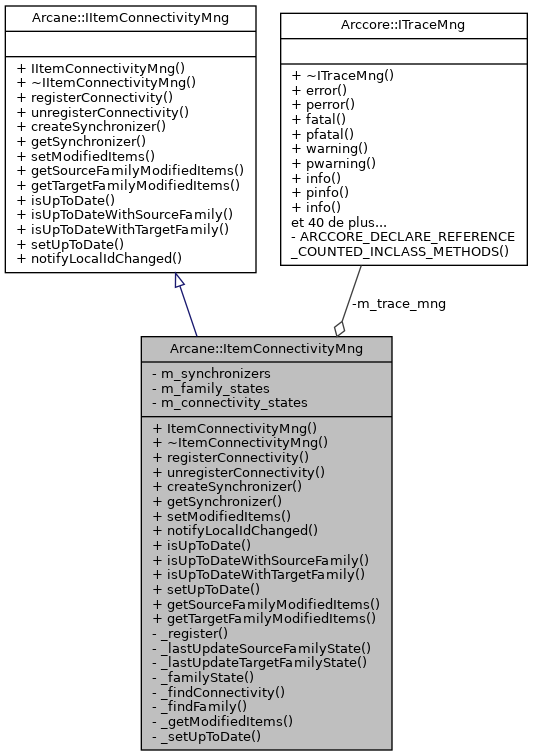 Arcane::IItemConnectivityMng
+ IItemConnectivityMng()
+ ~IItemConnectivityMng()
+ registerConnectivity()
+ unregisterConnectivity()
+ createSynchronizer()
+ getSynchronizer()
+ setModifiedItems()
+ getSourceFamilyModifiedItems()
+ getTargetFamilyModifiedItems()
+ isUpToDate()
+ isUpToDateWithSourceFamily()
+ isUpToDateWithTargetFamily()
+ setUpToDate()
+ notifyLocalIdChanged()
Arccore::ITraceMng
+ ~ITraceMng()
+ error()
+ perror()
+ fatal()
+ pfatal()
+ warning()
+ pwarning()
+ info()
+ pinfo()
+ info()
et 40 de plus...
- ARCCORE_DECLARE_REFERENCE
_COUNTED_INCLASS_METHODS()
-m_trace_mng
Arcane::ItemConnectivityMng
- m_synchronizers
- m_family_states
- m_connectivity_states
+ ItemConnectivityMng()
+ ~ItemConnectivityMng()
+ registerConnectivity()
+ unregisterConnectivity()
+ createSynchronizer()
+ getSynchronizer()
+ setModifiedItems()
+ notifyLocalIdChanged()
+ isUpToDate()
+ isUpToDateWithSourceFamily()
+ isUpToDateWithTargetFamily()
+ setUpToDate()
+ getSourceFamilyModifiedItems()
+ getTargetFamilyModifiedItems()
- _register()
- _lastUpdateSourceFamilyState()
- _lastUpdateTargetFamilyState()
- _familyState()
- _findConnectivity()
- _findFamily()
- _getModifiedItems()
- _setUpToDate()